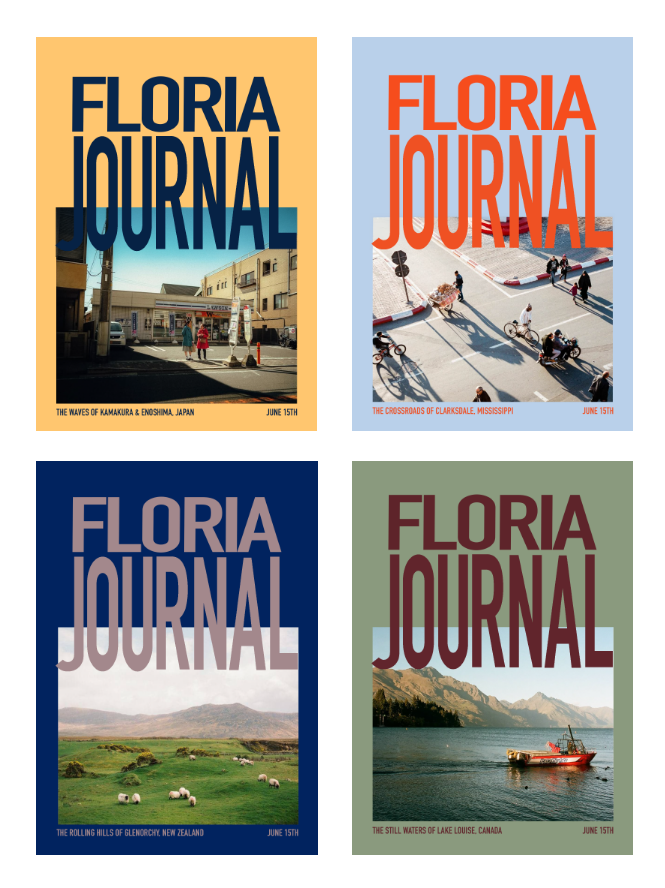 FLORIA
JOURNAL
THE WAVES OF KAMAKURA & ENOSHIMA, JAPAN
JUNE 15TH
FLORIA
JOURNAL
THE CROSSROADS OF CLARKSDALE, MISSISSIPPI
JUNE 15TH
FLORIA
JOURNAL
THE ROLLING HILLS OF GLENORCHY, NEW ZEALAND
JUNE 15TH
FLORIA
JOURNAL
THE STILL WATERS OF LAKE LOUISE, CANADA
JUNE 15TH